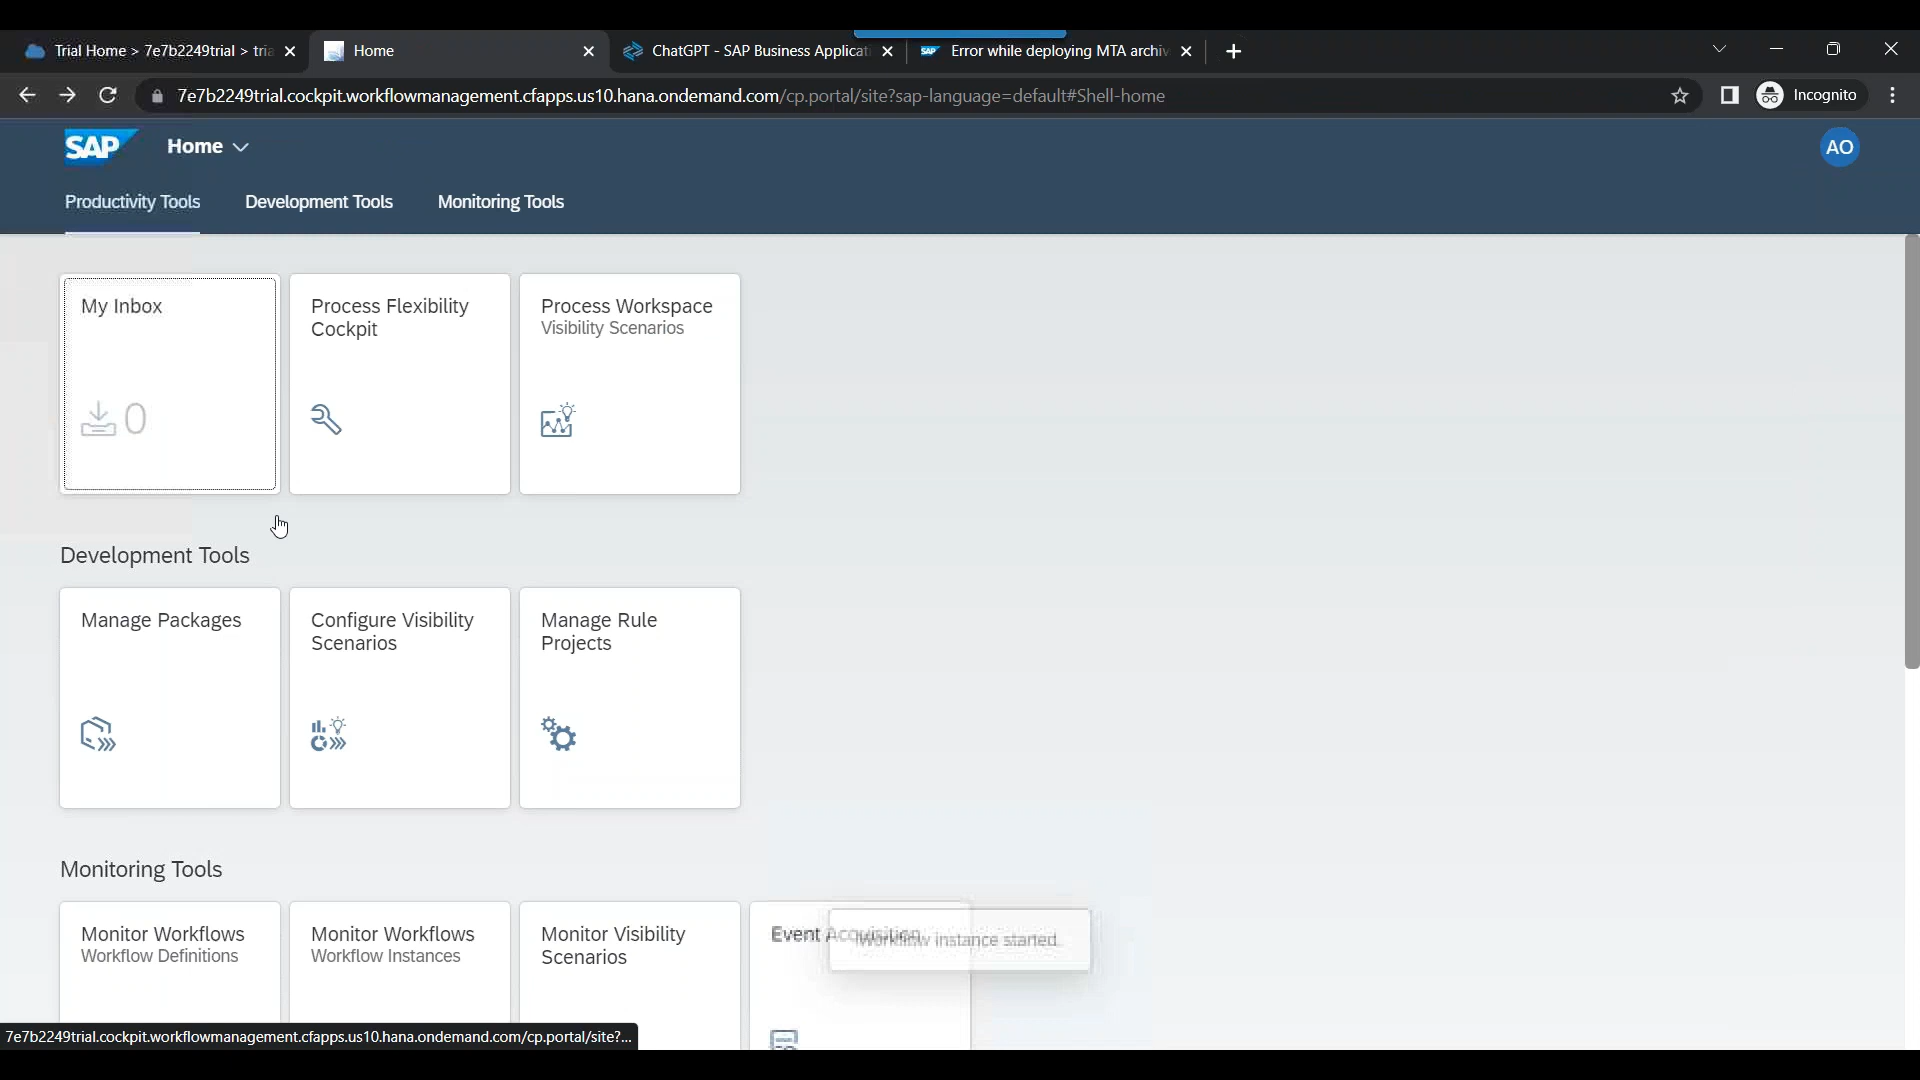 Trial Home > 7e7b2249trial > tria
Home
ChatGPT - SAP Business Applicati
SAP Error while deploying MTA archiv
7e7b2249trial.cockpit.workflowmanagement.cfapps.us10.hana.ondemand.com/cp.portal/site?sap-language=default#Shell-home
Incognito
SAP Home
AO
Productivity Tools
Development Tools
Monitoring Tools
My Inbox
0
Process Flexibility
Cockpit
Process Workspace
Visibility Scenarios
Development Tools
Manage Packages
Configure Visibility
Scenarios
Manage Rule
Projects
Monitoring Tools
Monitor Workflows
Workflow Definitions
Monitor Workflows
Workflow Instances
Monitor Visibility
Scenarios
Event Acquisition
Workflow instance started.
7e7b2249trial.cockpit.workflowmanagement.cfapps.us10.hana.ondemand.com/cp.portal/site?...